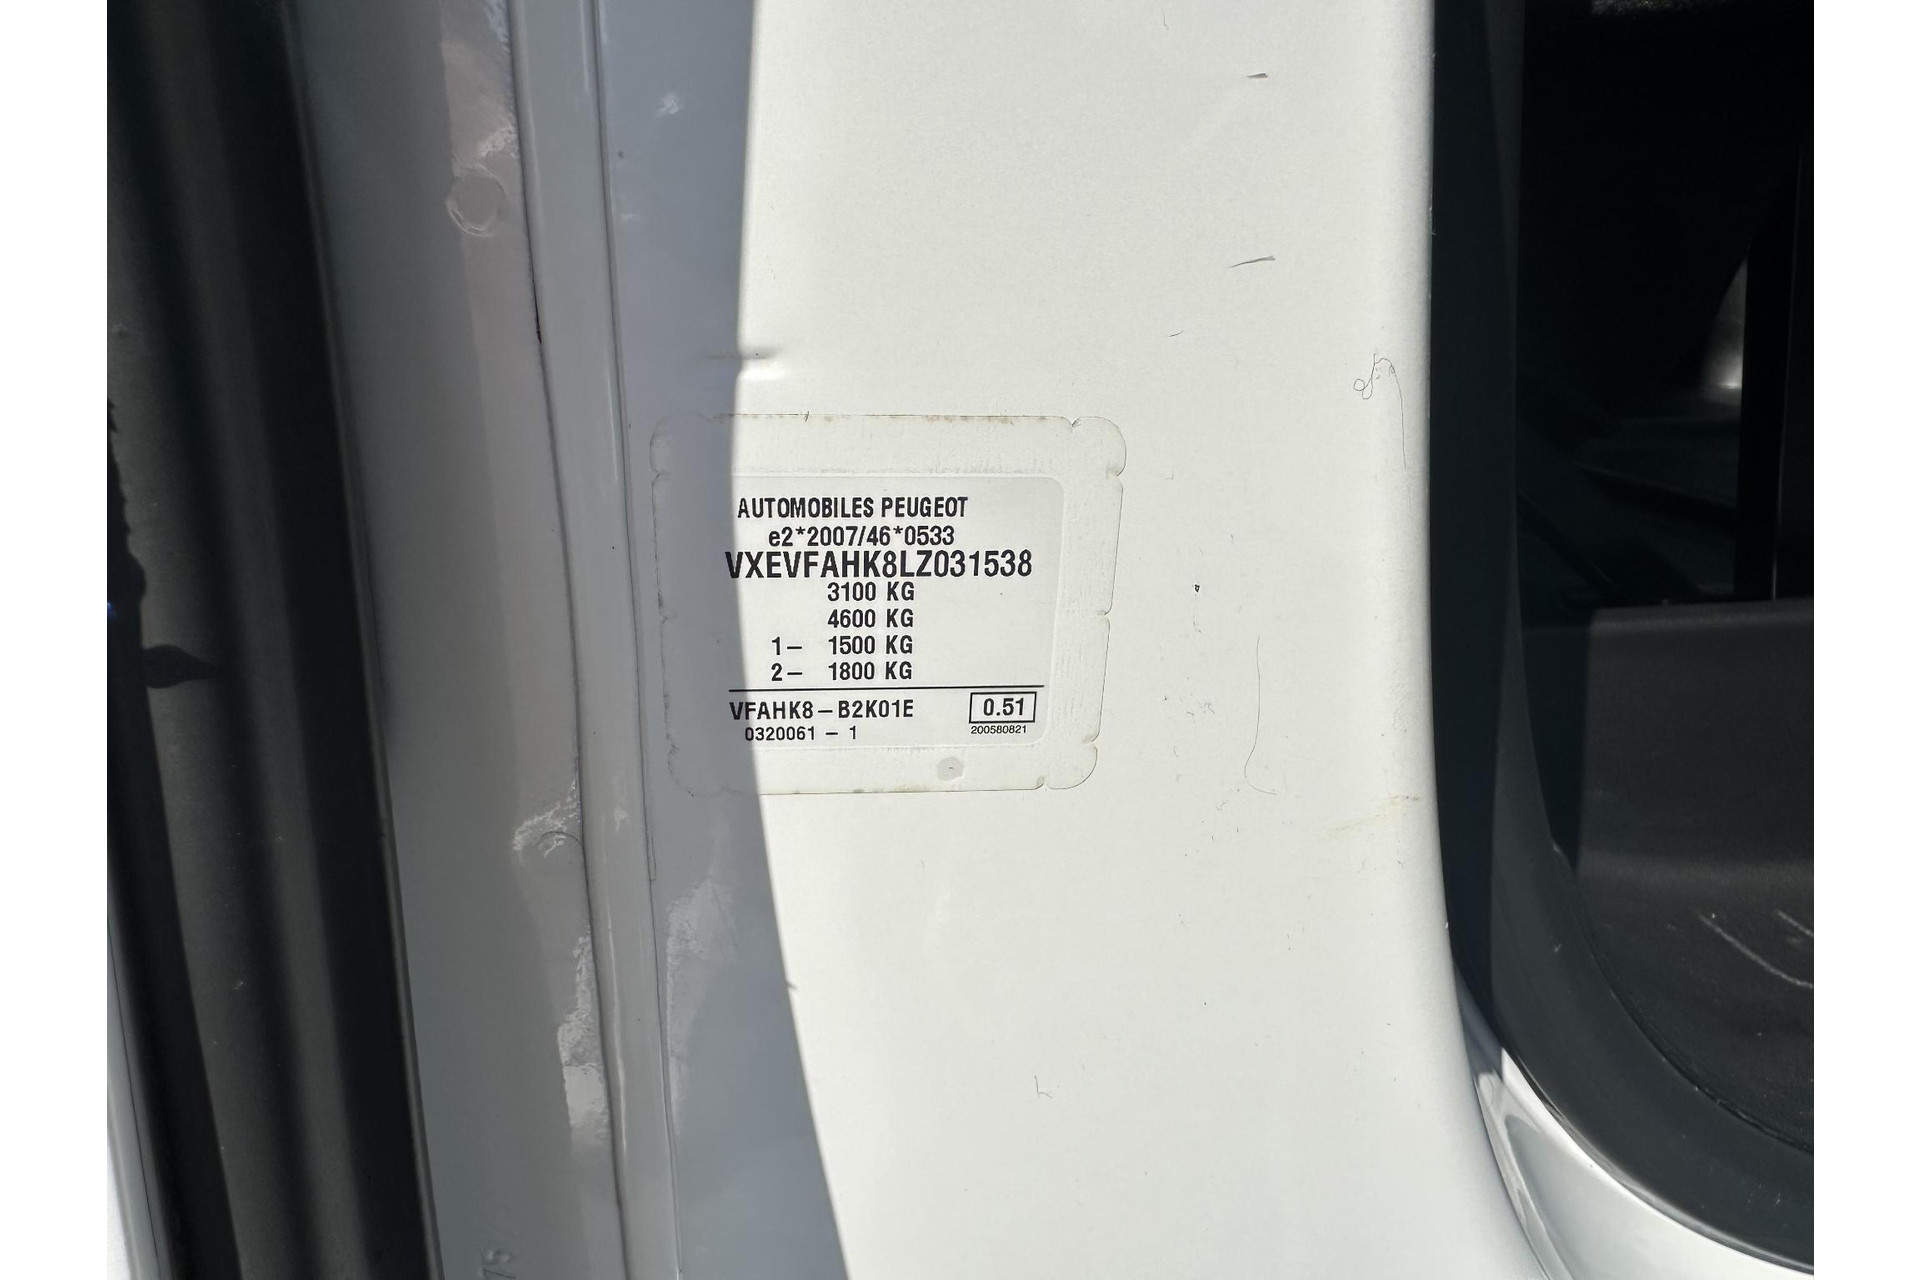 AUTOMOBILES PEUGEOT
e2*2007/46*0533
VXEVFAHK8LZ031538
3100 KG
4600 KG
1– 1500 KG
2– 1800 KG
VFAHK8–B2K01E 0.51
0320061 – 1 200580821